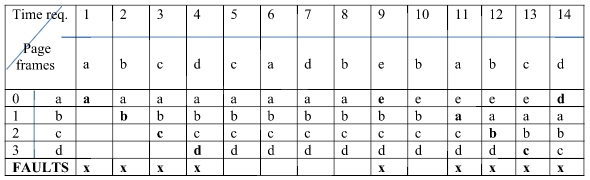 Time req. 1 2 3 4 5 6 7 8 9 10 11 12 13 14
Page
frames a b c d c a d b e b a b c d
0 a a a a a a a a a e e e e e d
1 b b b b b b b b b b a a a a
2 c c c c c c c c c c b b b
3 d d d d d d d d d d c c
FAULTS x x x x x x x x x